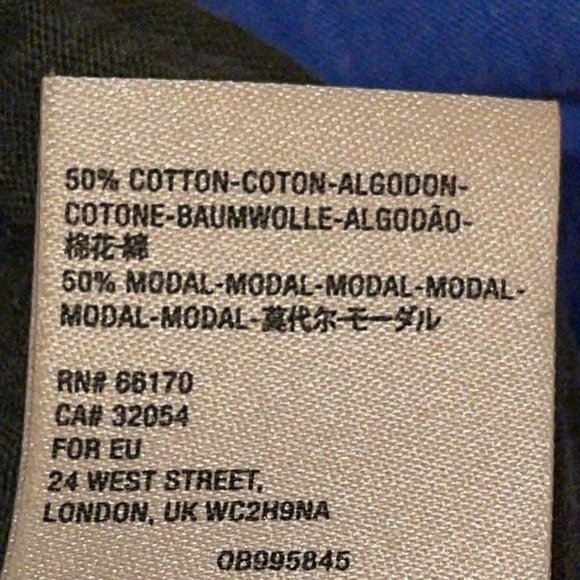 50% COTTON-COTON-ALGODON-
COTONE-BAUMWOLLE-ALGODÃO-
棉花-綿
50% MODAL-MODAL-MODAL-MODAL-
MODAL-MODAL-莫代尔-モーダル
RN# 66170
CA# 32054
FOR EU
24 WEST STREET,
LONDON, UK WC2H9NA
OB995845